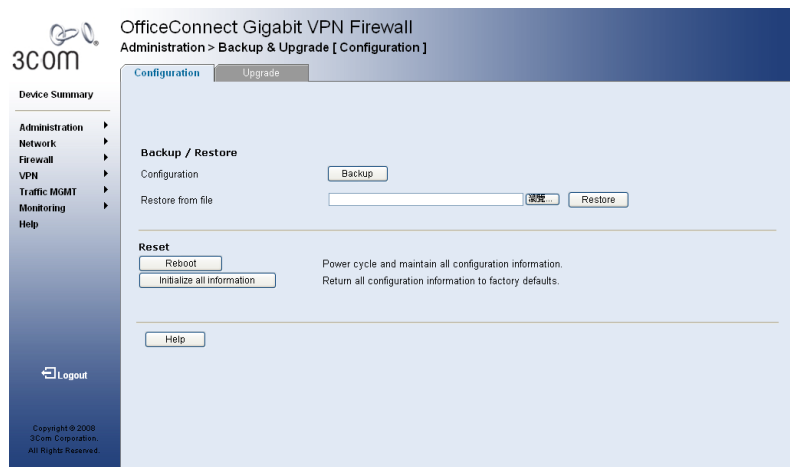 3COM
OfficeConnect Gigabit VPN Firewall
Administration > Backup & Upgrade [ Configuration ]
Configuration
Upgrade
Device Summary
Administration
Network
Firewall
VPN
Traffic MGMT
Monitoring
Help
Logout
Copyright © 2008
3Com Corporation.
All Rights Reserved.
Backup / Restore
Configuration
Backup
Restore from file
瀏覽...
Restore
Reset
Reboot
Power cycle and maintain all configuration information.
Initialize all information
Return all configuration information to factory defaults.
Help